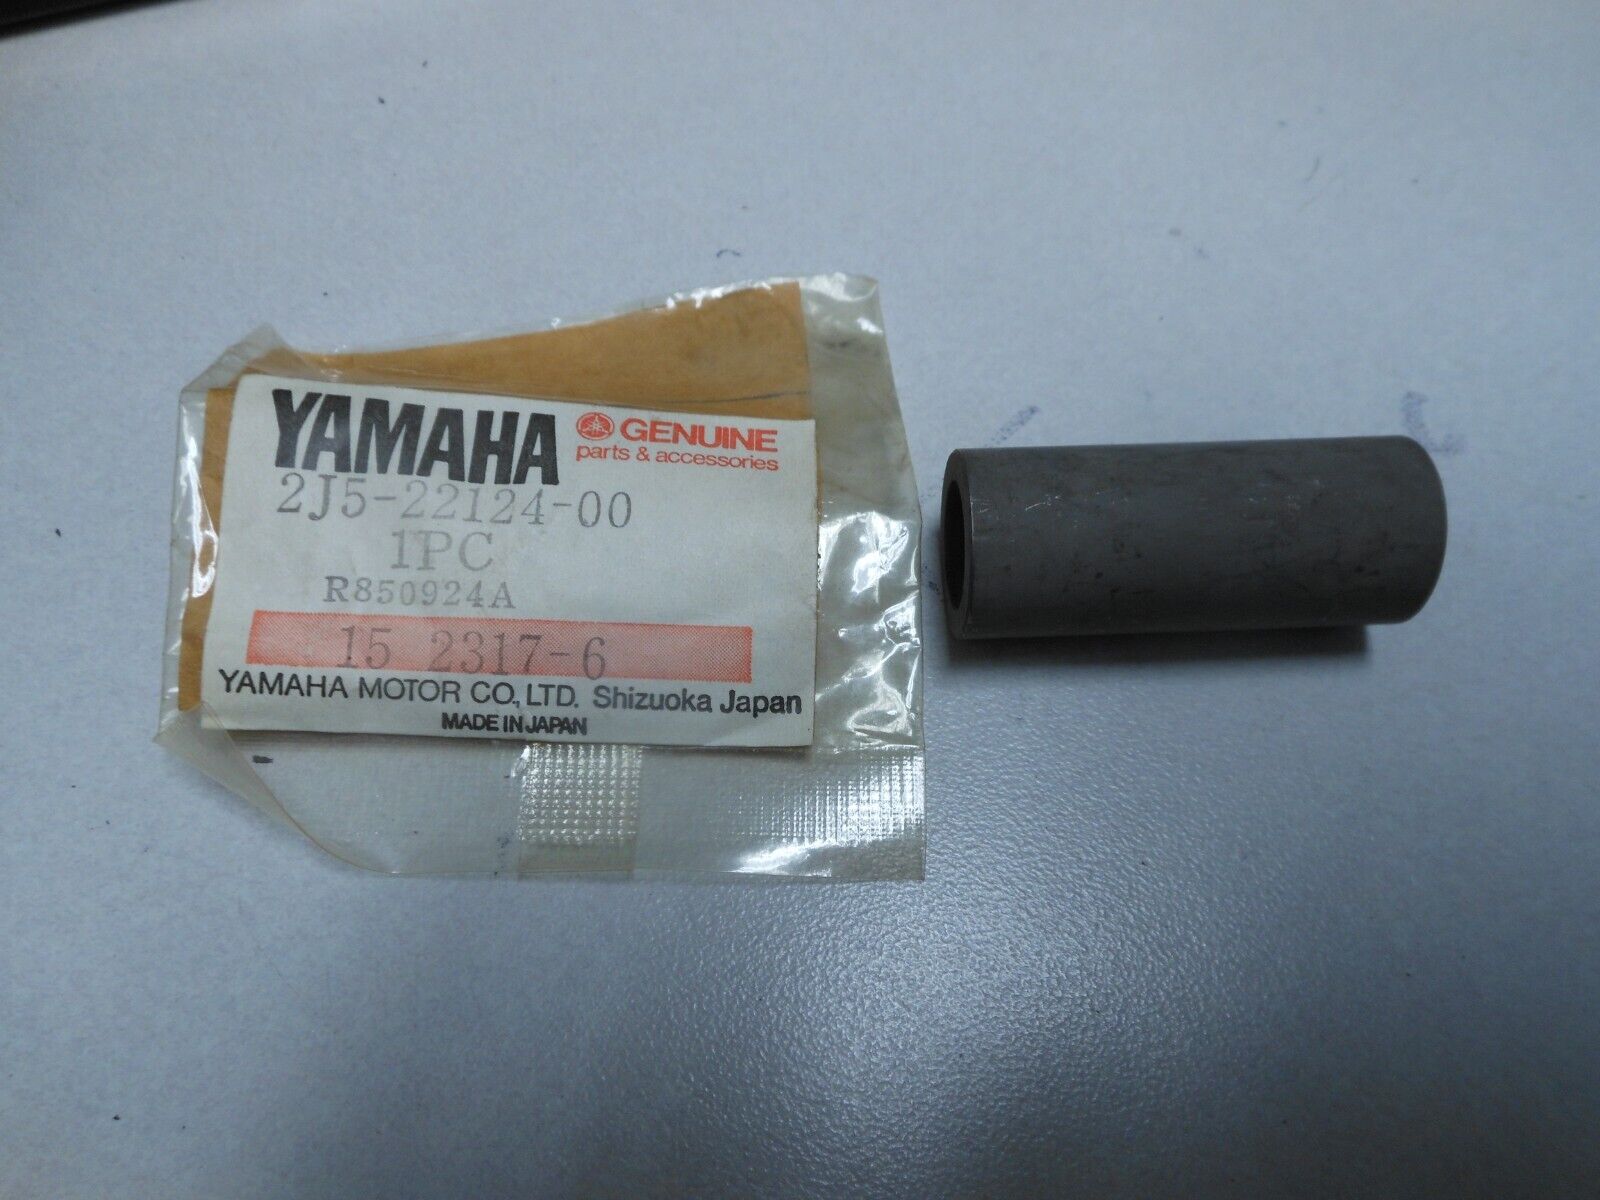 YAMAHA GENUINE
parts & accessories
2J5-22124-00
1PC
R850924A
15 2317-6
YAMAHA MOTOR CO., LTD. Shizuoka Japan
MADE IN JAPAN